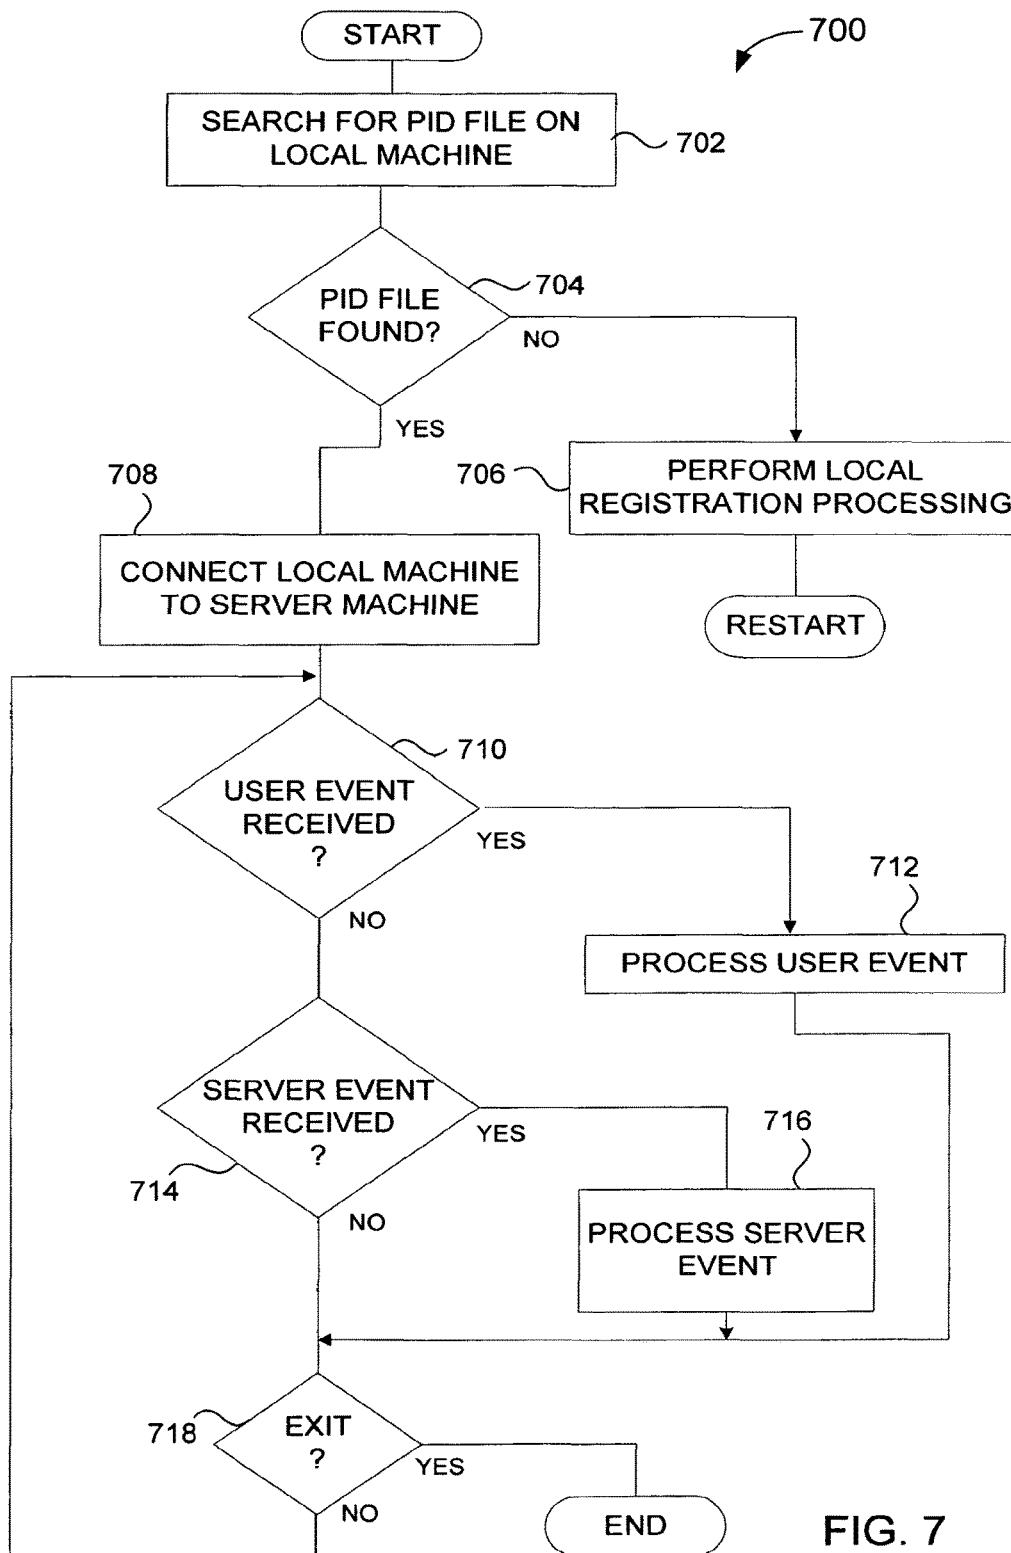 START
700
SEARCH FOR PID FILE ON
LOCAL MACHINE
702
704
PID FILE
FOUND?
NO
YES
708
706
PERFORM LOCAL
REGISTRATION PROCESSING
CONNECT LOCAL MACHINE
TO SERVER MACHINE
RESTART
710
USER EVENT
RECEIVED
?
YES
NO
712
PROCESS USER EVENT
SERVER EVENT
RECEIVED
?
YES
714
NO
716
PROCESS SERVER
EVENT
718
EXIT
?
YES
NO
END
FIG. 7